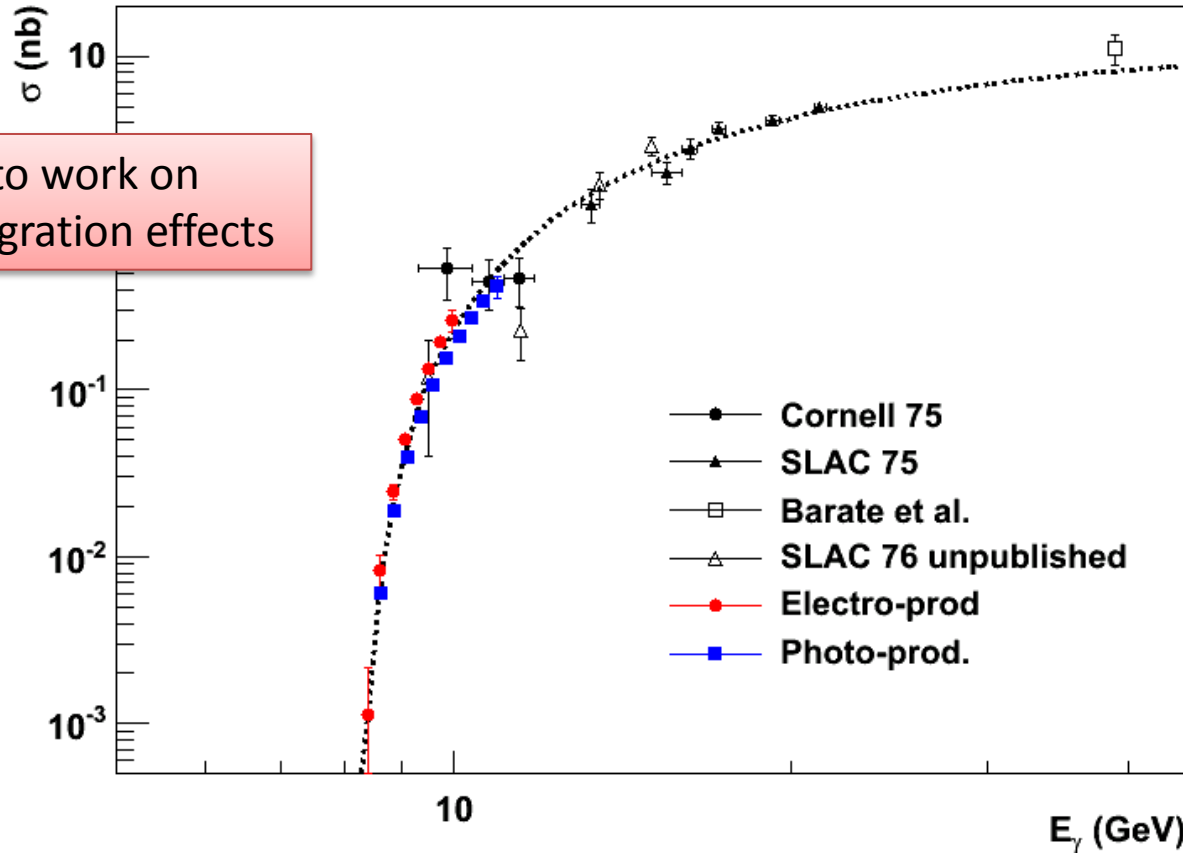 σ (nb)
10
to work on
gration effects
10⁻¹
10⁻²
10⁻³
Cornell 75
SLAC 75
Barate et al.
SLAC 76 unpublished
Electro-prod
Photo-prod.
10
E_γ (GeV)